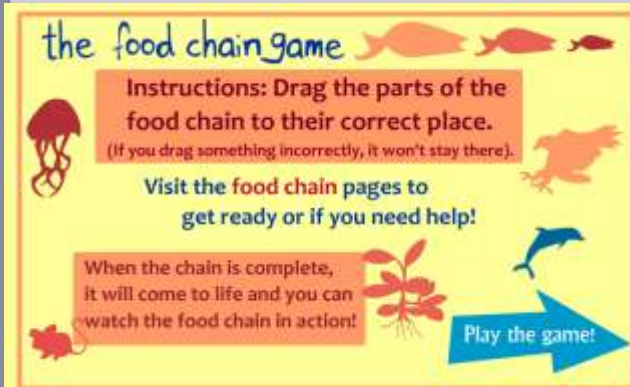 the food chain game
Instructions: Drag the parts of the
food chain to their correct place.
(If you drag something incorrectly, it won't stay there).
Visit the food chain pages to
get ready or if you need help!
When the chain is complete,
it will come to life and you can
watch the food chain in action!
Play the game!